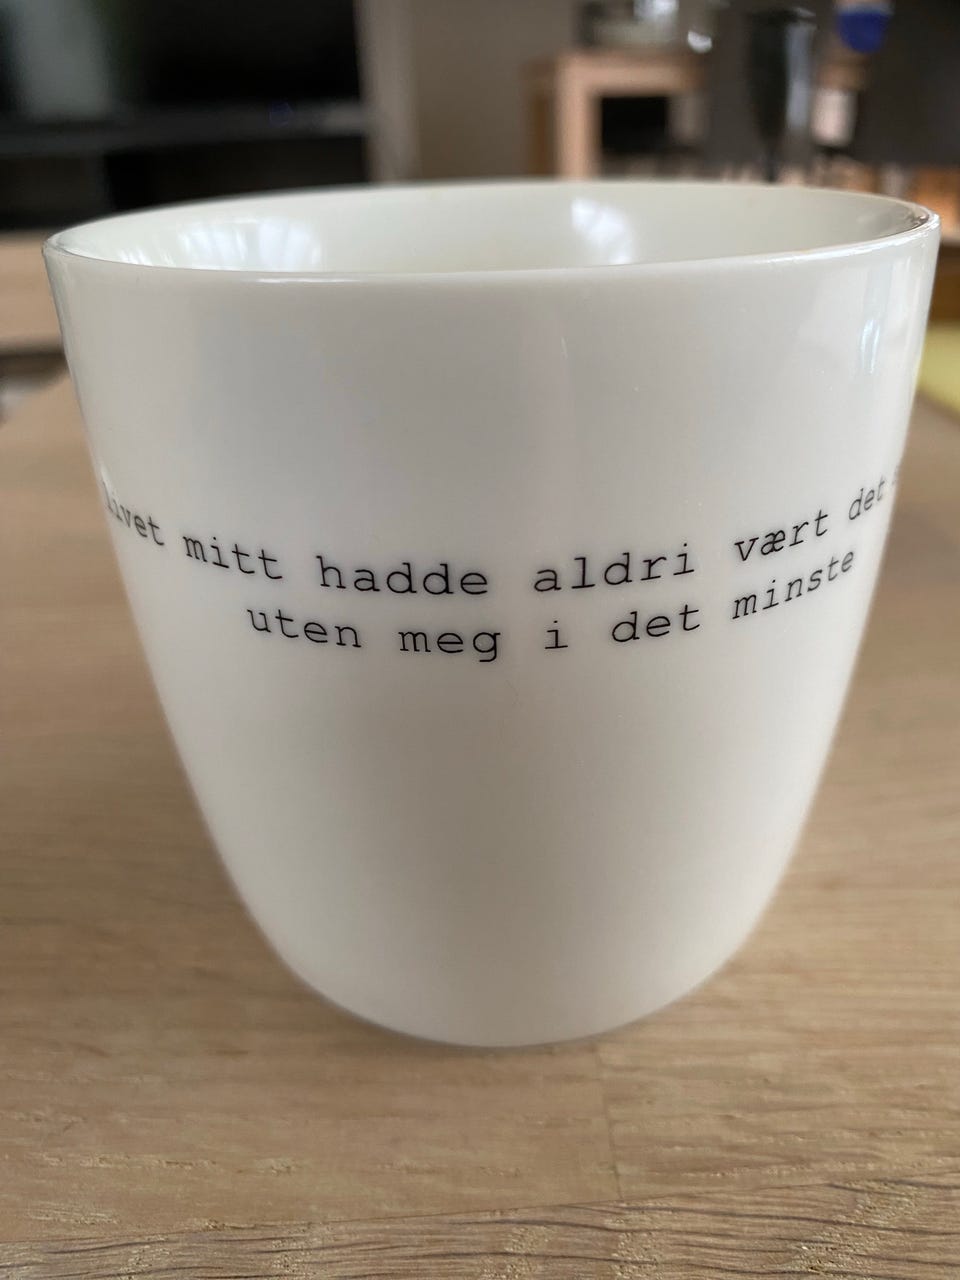 livet mitt hadde aldri vært det
uten meg i det minste